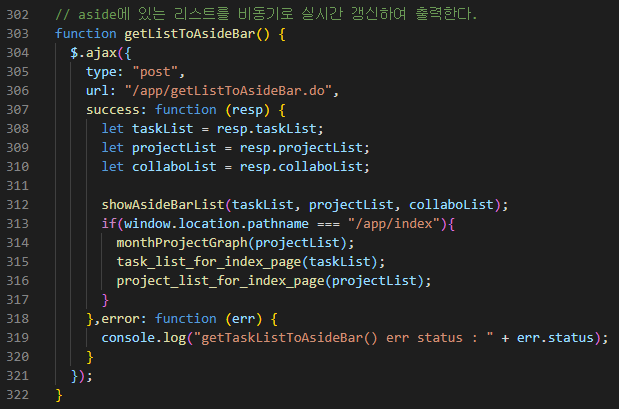 302 // aside에 있는 리스트를 비동기로 실시간 갱신하여 출력한다.
303 function getListToAsideBar() {
304   $.ajax({
305     type: "post",
306     url: "/app/getListToAsideBar.do",
307     success: function (resp) {
308       let taskList = resp.taskList;
309       let projectList = resp.projectList;
310       let collaboList = resp.collaboList;
311
312       showAsideBarList(taskList, projectList, collaboList);
313       if(window.location.pathname === "/app/index"){
314         monthProjectGraph(projectList);
315         task_list_for_index_page(taskList);
316         project_list_for_index_page(projectList);
317       }
318     },error: function (err) {
319       console.log("getTaskListToAsideBar() err status : " + err.status);
320     }
321   });
322 }